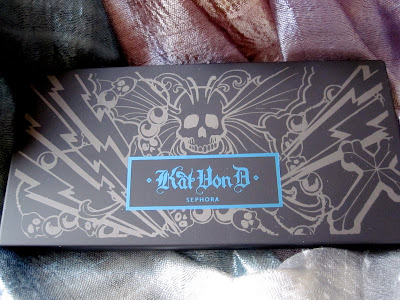 · Kat Von D ·
SEPHORA